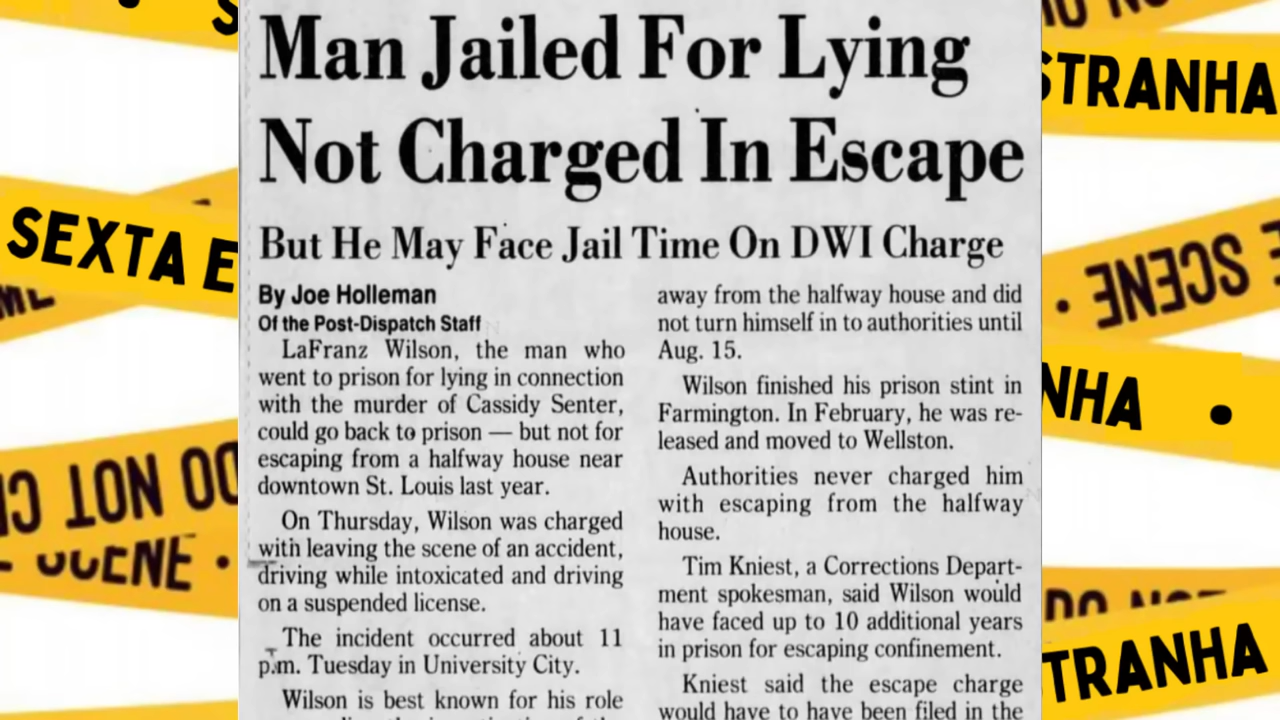 Man Jailed For Lying
Not Charged In Escape
But He May Face Jail Time On DWI Charge
By Joe Holleman
Of the Post-Dispatch Staff
LaFranz Wilson, the man who
went to prison for lying in connection
with the murder of Cassidy Senter,
could go back to prison — but not for
escaping from a halfway house near
downtown St. Louis last year.
On Thursday, Wilson was charged
with leaving the scene of an accident,
driving while intoxicated and driving
on a suspended license.
The incident occurred about 11
p.m. Tuesday in University City.
Wilson is best known for his role
away from the halfway house and did
not turn himself in to authorities until
Aug. 15.
Wilson finished his prison stint in
Farmington. In February, he was re-
leased and moved to Wellston.
Authorities never charged him
with escaping from the halfway
house.
Tim Kniest, a Corrections Depart-
ment spokesman, said Wilson would
have faced up to 10 additional years
in prison for escaping confinement.
Kniest said the escape charge
would have to have been filed in the
SEXTA E
DO NOT
SCENE •
STRANHA
• SCENE
NHA •
DO NOT
TRANHA